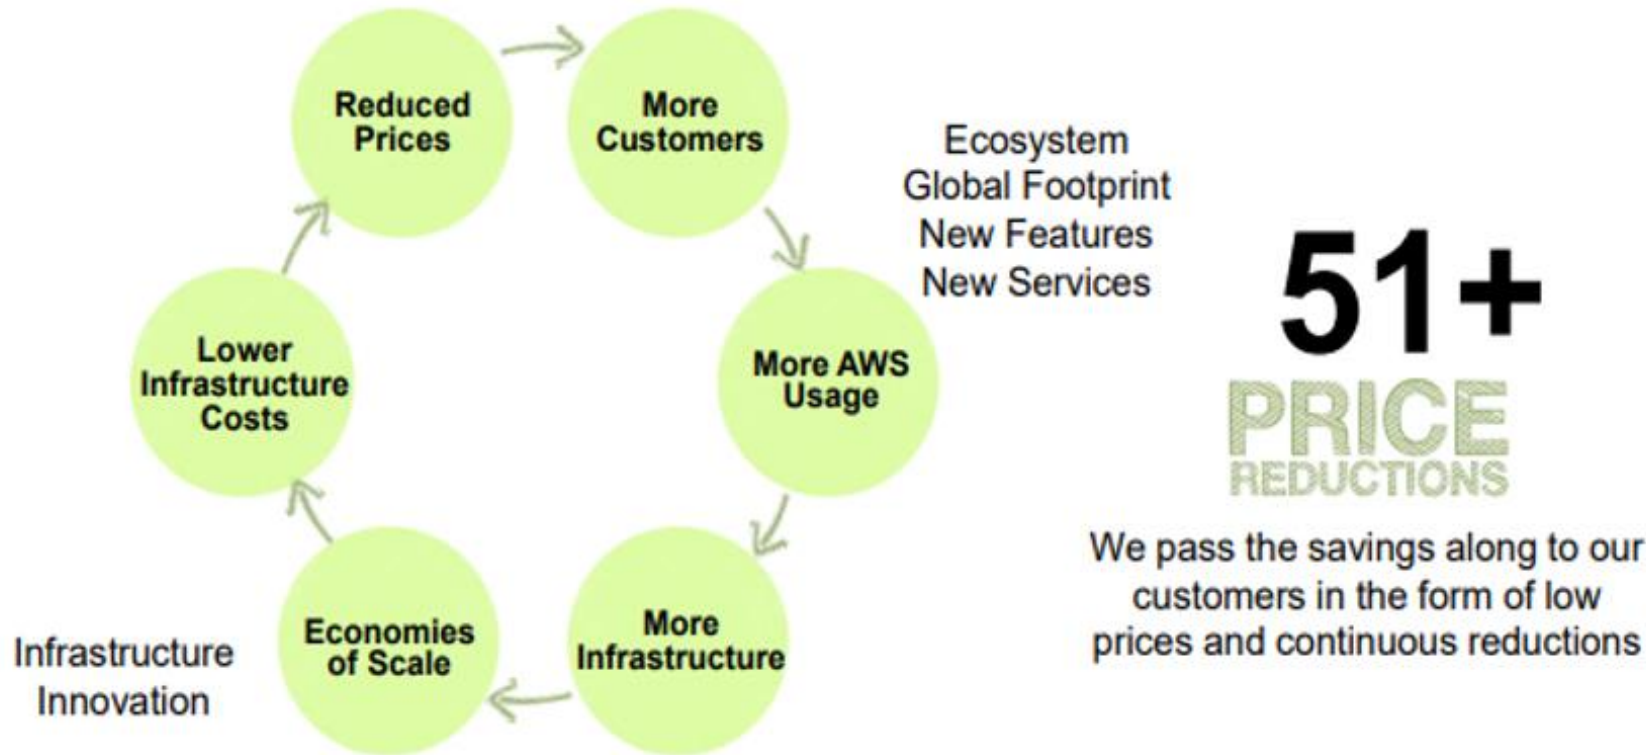 Reduced
Prices
More
Customers
Ecosystem
Global Footprint
New Features
New Services
More AWS
Usage
More
Infrastructure
Economies
of Scale
Infrastructure
Innovation
Lower
Infrastructure
Costs
51+
PRICE
REDUCTIONS
We pass the savings along to our
customers in the form of low
prices and continuous reductions